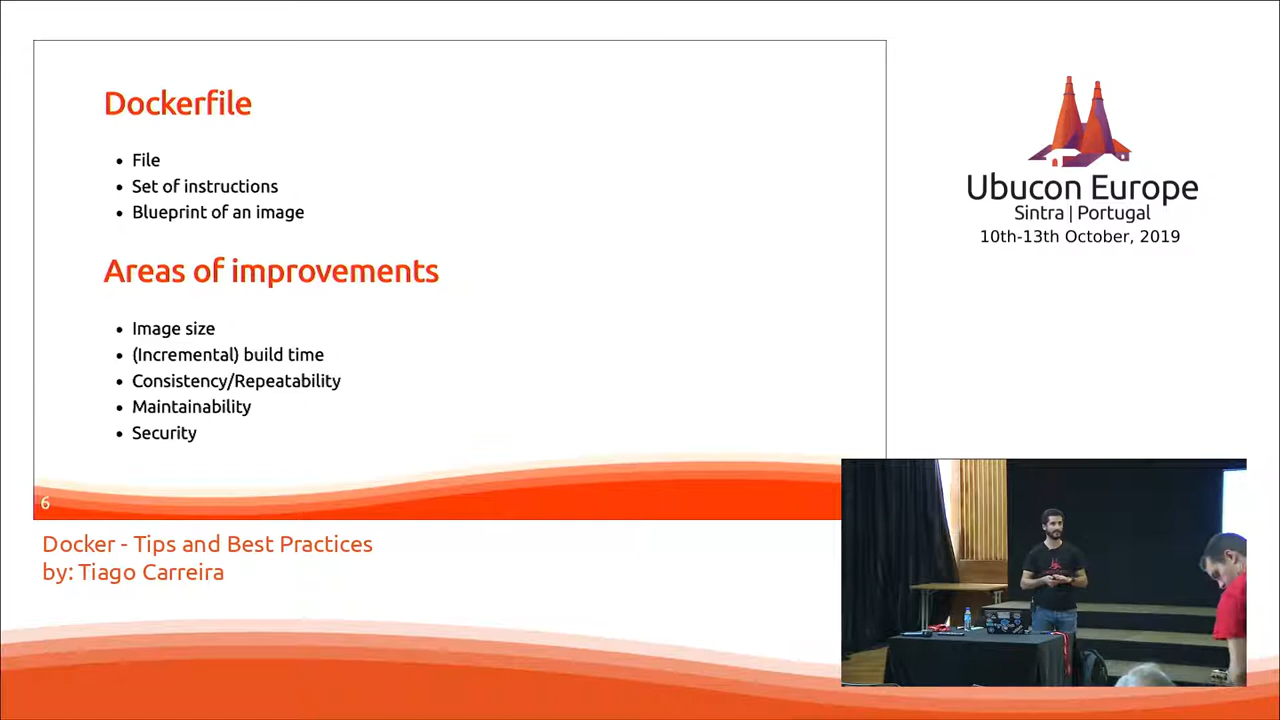 Dockerfile
• File
• Set of instructions
• Blueprint of an image
Areas of improvements
• Image size
• (Incremental) build time
• Consistency/Repeatability
• Maintainability
• Security
6
Docker - Tips and Best Practices
by: Tiago Carreira
Ubucon Europe
Sintra | Portugal
10th-13th October, 2019